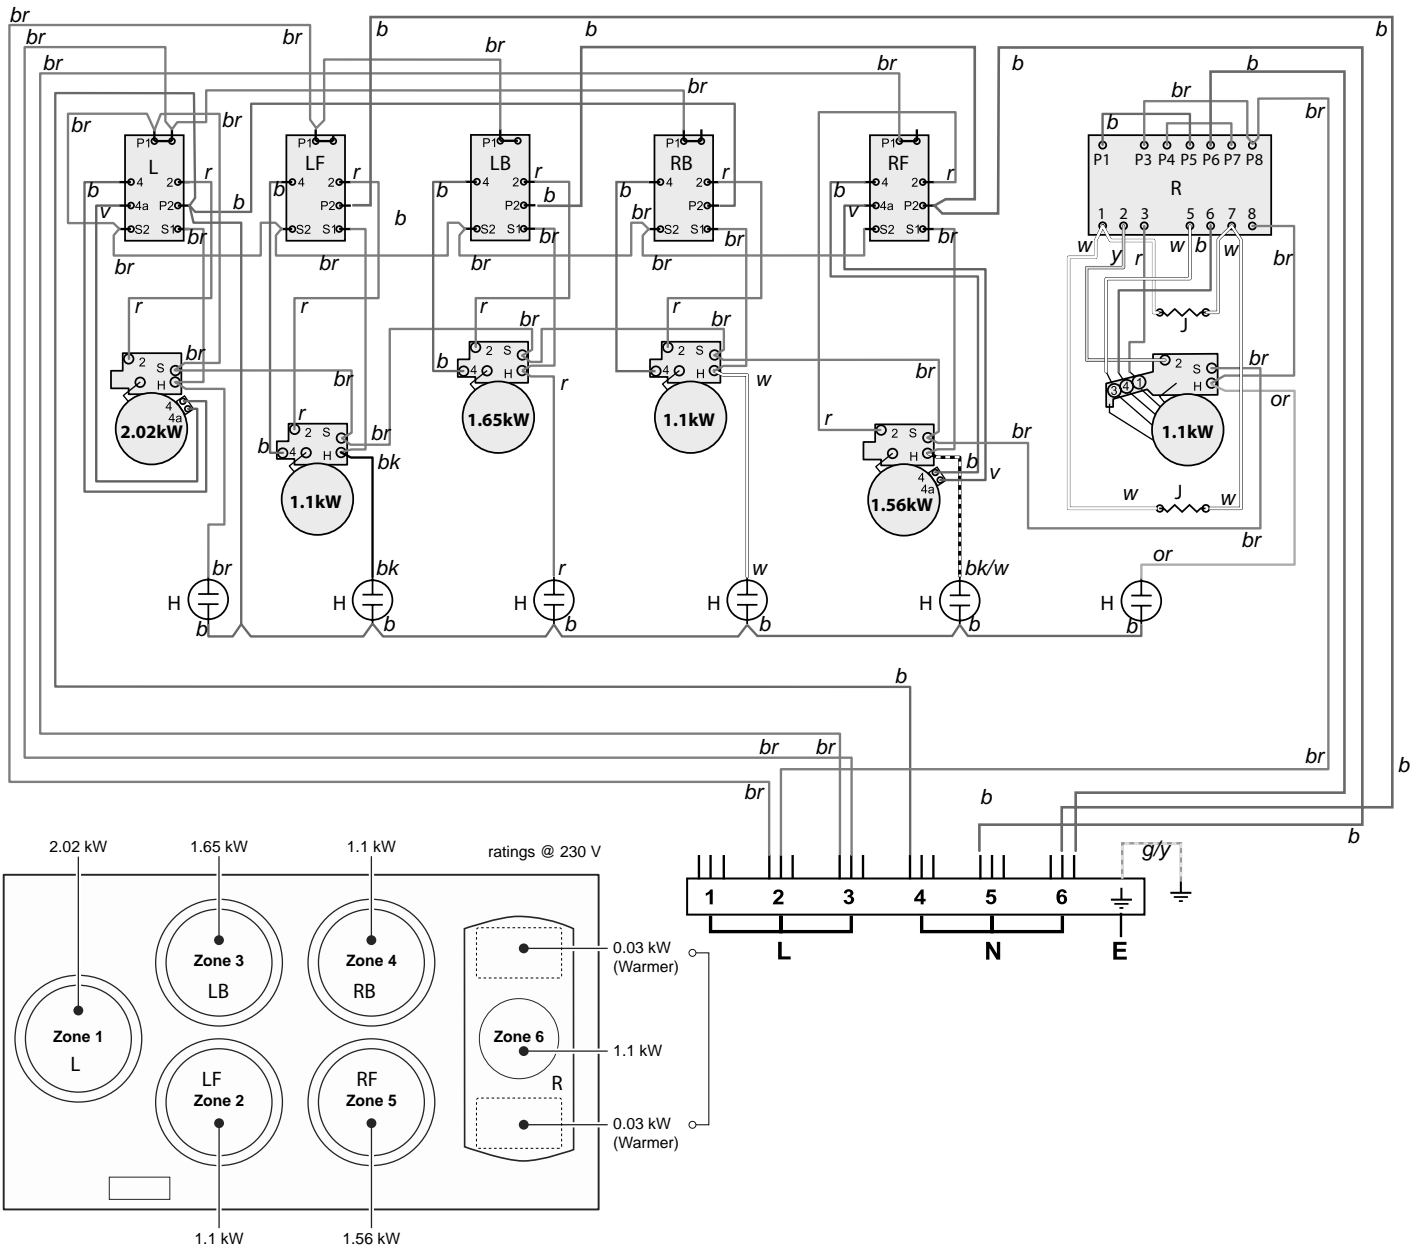 br br b b
br br
br br b b
b br br
br br br b
P1 P1 P1 P1 P1 P1 P3 P4 P5 P6 P7 P8
L LF LB RB RF R
b 4 2 r b 4 2 r b 4 2 r b 4 2 r b 4 2 r
v 4a P2 b P2 b P2 b P2 v 4a P2
S2 S1 br S2 S1 S2 S1 br S2 S1 S2 S1 br
1 2 3 5 6 7 8
w y r w b w br
br br br br
r r r r J
br br br
2 S H br b 4 2 S H r b 4 2 S H w 2 S H br
3 4 1
4 4a
2.02kW 1.65kW 1.1kW 1.1kW
br br or
r 2 S H br r 2 S H br
b 4 bk b v
4 4a
1.1kW 1.56kW
w J w
br
br bk r w bk/w or
H H H H H H
b b b b b b
b
br br br b
br b b
g/y
1 2 3 4 5 6
L N E
2.02 kW 1.65 kW 1.1 kW ratings @ 230 V
0.03 kW
(Warmer)
Zone 3 Zone 4
LB RB
Zone 1 Zone 6
L 1.1 kW
LF RF R
Zone 2 Zone 5
0.03 kW
(Warmer)
1.1 kW 1.56 kW